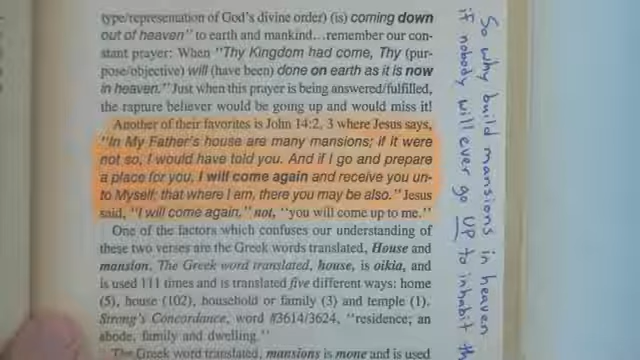 type/representation of God's divine order) (is) coming down
out of heaven" to earth and mankind...remember our con-
stant prayer: When "Thy Kingdom had come, Thy (pur-
pose/objective) will (have been) done on earth as it is now
in heaven." Just when this prayer is being answered/fulfilled,
the rapture believer would be going up and would miss it!
Another of their favorites is John 14:2, 3 where Jesus says,
"In My Father's house are many mansions; if it were
not so, I would have told you. And if I go and prepare
a place for you, I will come again and receive you un-
to Myself; that where I am, there you may be also." Jesus
said, "I will come again," not, "you will come up to me."
One of the factors which confuses our understanding of
these two verses are the Greek words translated, House and
mansion. The Greek word translated, house, is oikia, and
is used 111 times and is translated five different ways: home
(5), house (102), household or family (3) and temple (1).
Strong's Concordance, word #3614/3624, "residence; an
abode, family and dwelling."
The Greek word translated, mansions is mone and is used
So why build mansions in heaven
if nobody will ever go UP to inhabit